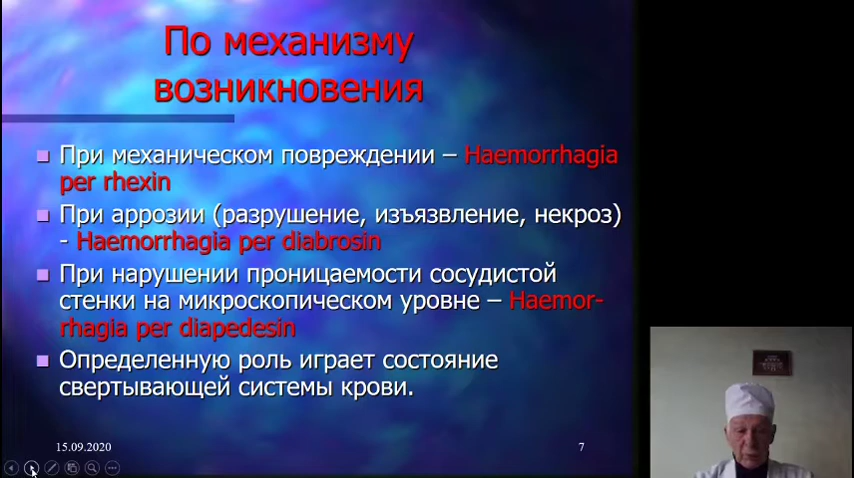 По механизму
возникновения
При механическом повреждении – Haemorrhagia
per rhexin
При аррозии (разрушение, изъязвление, некроз)
- Haemorrhagia per diabrosin
При нарушении проницаемости сосудистой
стенки на микроскопическом уровне – Haemor-
rhagia per diapedesin
Определенную роль играет состояние
свертывающей системы крови.
15.09.2020
7